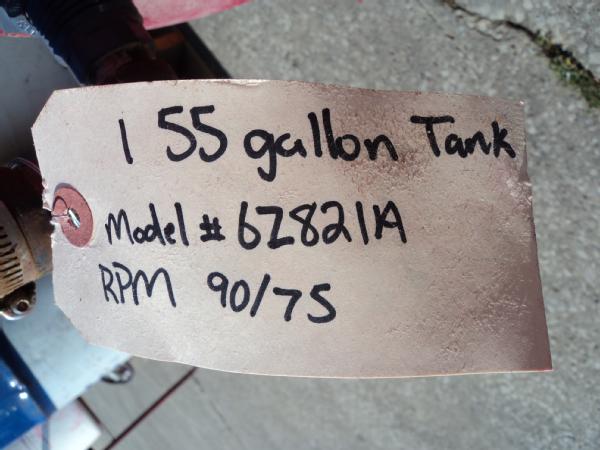 1 55 gallon Tank
Model # 6Z821A
RPM 90/75